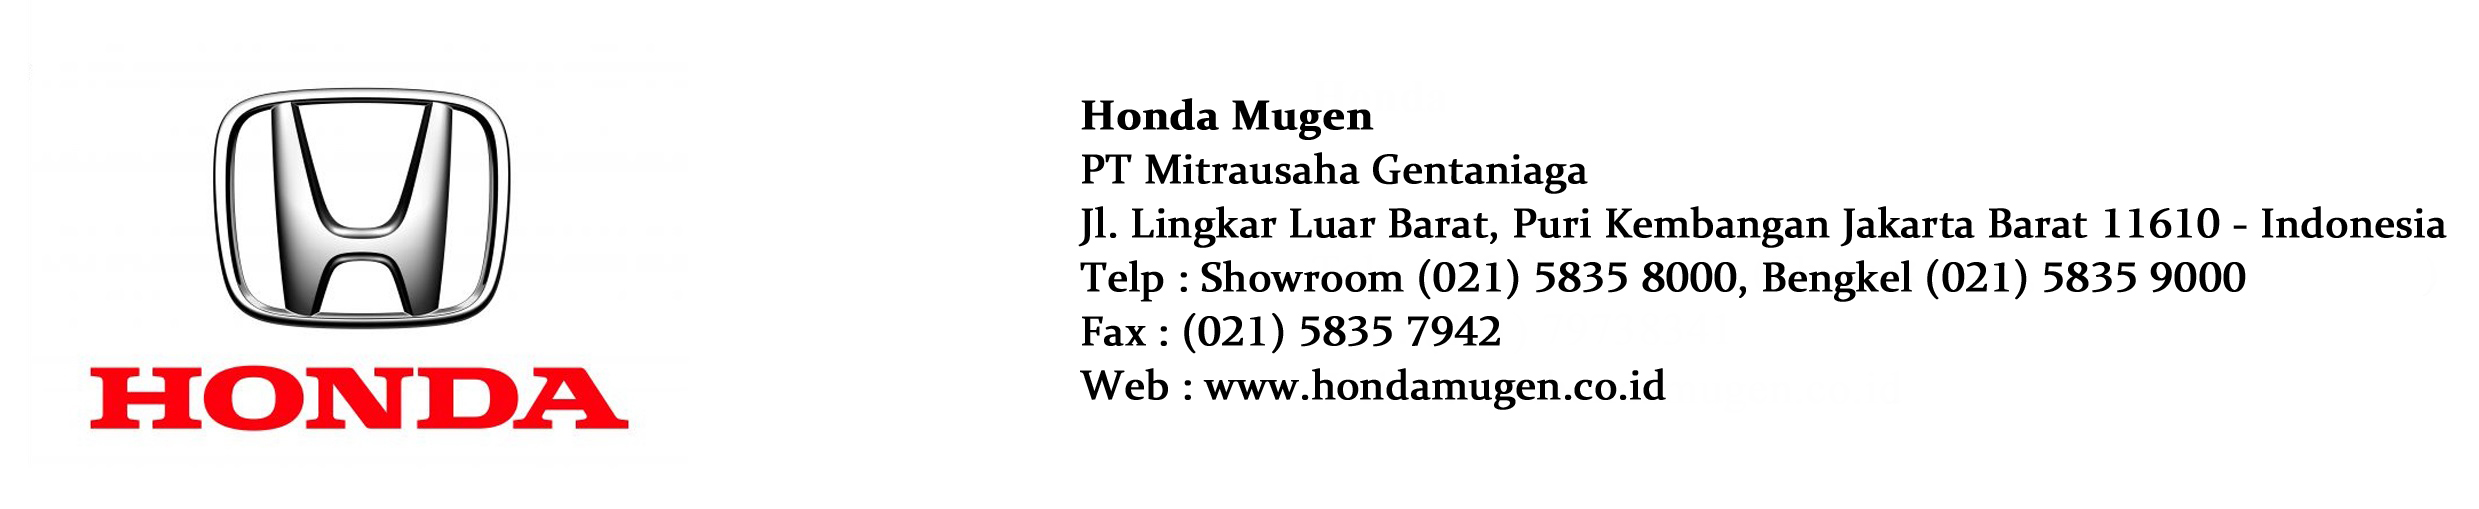 HONDA
Honda Mugen
PT Mitrausaha Gentaniaga
Jl. Lingkar Luar Barat, Puri Kembangan Jakarta Barat 11610 - Indonesia
Telp : Showroom (021) 5835 8000, Bengkel (021) 5835 9000
Fax : (021) 5835 7942
Web : www.hondamugen.co.id